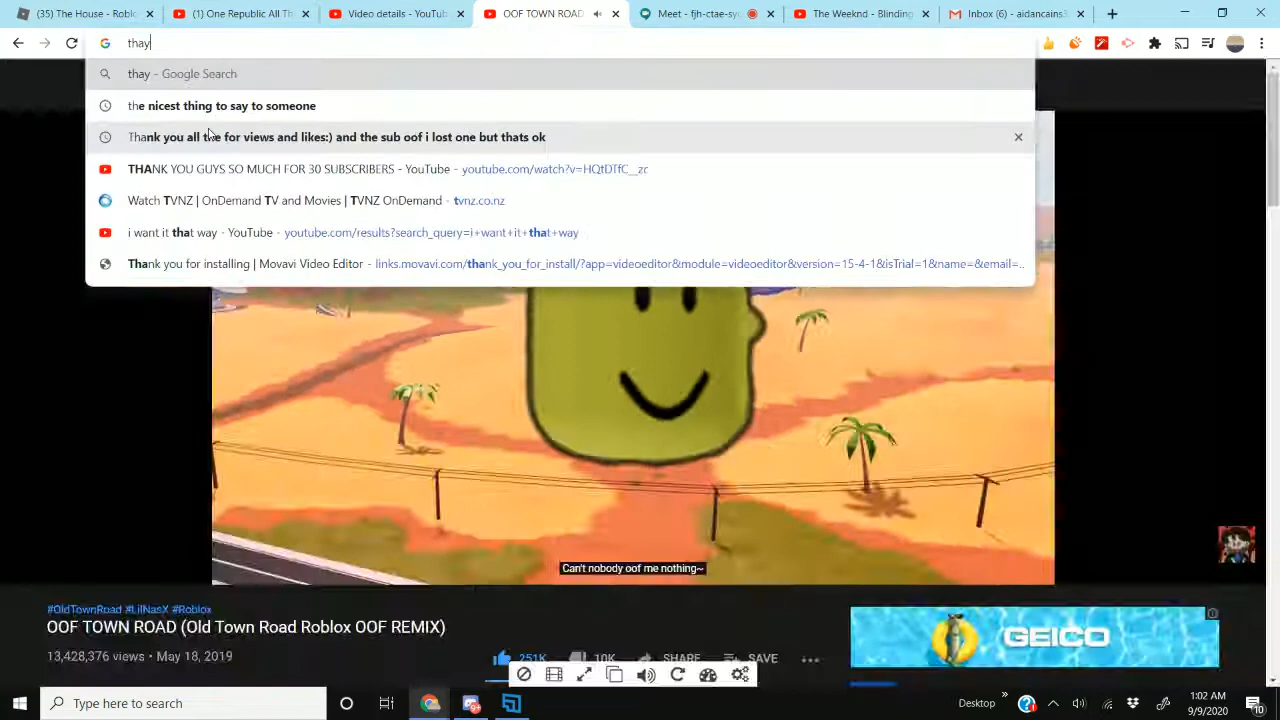 (35) The House - Robl
(1) One Republic All Th
Video details - YouTub
OOF TOWN ROAD
Meet - fjh-ctae-sy
The Weeknd - Blinding
Inbox (6) - aidancains3
thay
thay - Google Search
the nicest thing to say to someone
Thank you all the for views and likes:) and the sub oof i lost one but thats ok
THANK YOU GUYS SO MUCH FOR 30 SUBSCRIBERS - YouTube - youtube.com/watch?v=HQtDTfC__zc
Watch TVNZ | OnDemand TV and Movies | TVNZ OnDemand - tvnz.co.nz
i want it that way - YouTube - youtube.com/results?search_query=i+want+it+that+way
Thank you for installing | Movavi Video Editor - links.movavi.com/thank_you_for_install/?app=videoeditor&module=videoeditor&version=15-4-1&isTrial=1&name=&email=...
Can't nobody oof me nothing~
#OldTownRoad #LilNasX #Roblox
OOF TOWN ROAD (Old Town Road Roblox OOF REMIX)
13,428,376 views • May 18, 2019
251K
10K
SHARE
SAVE
GEICO
Type here to search
Desktop
1:02 AM
9/9/2020
10